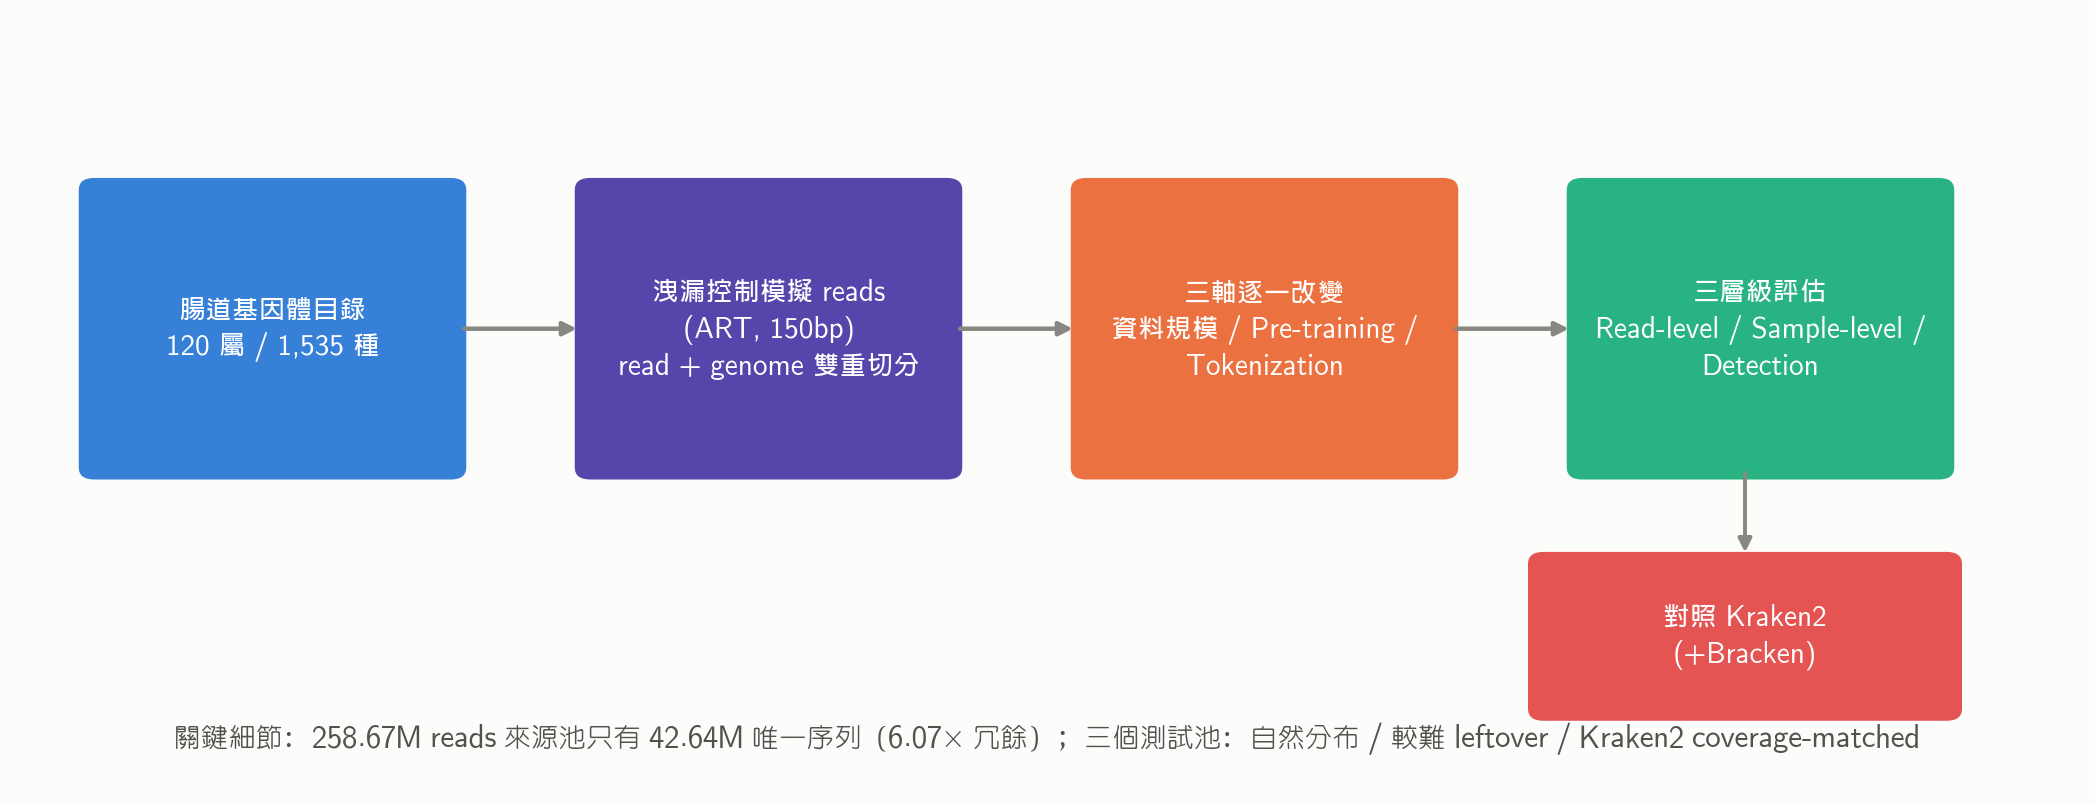 腸道基因體目錄
120 屬 / 1,535 種
洩漏控制模擬 reads
(ART, 150bp)
read + genome 雙重切分
三軸逐一改變
資料規模 / Pre-training /
Tokenization
三層級評估
Read-level / Sample-level /
Detection
對照 Kraken2
(+Bracken)
關鍵細節：258.67M reads 來源池只有 42.64M 唯一序列（6.07× 冗餘）；三個測試池：自然分布 / 較難 leftover / Kraken2 coverage-matched